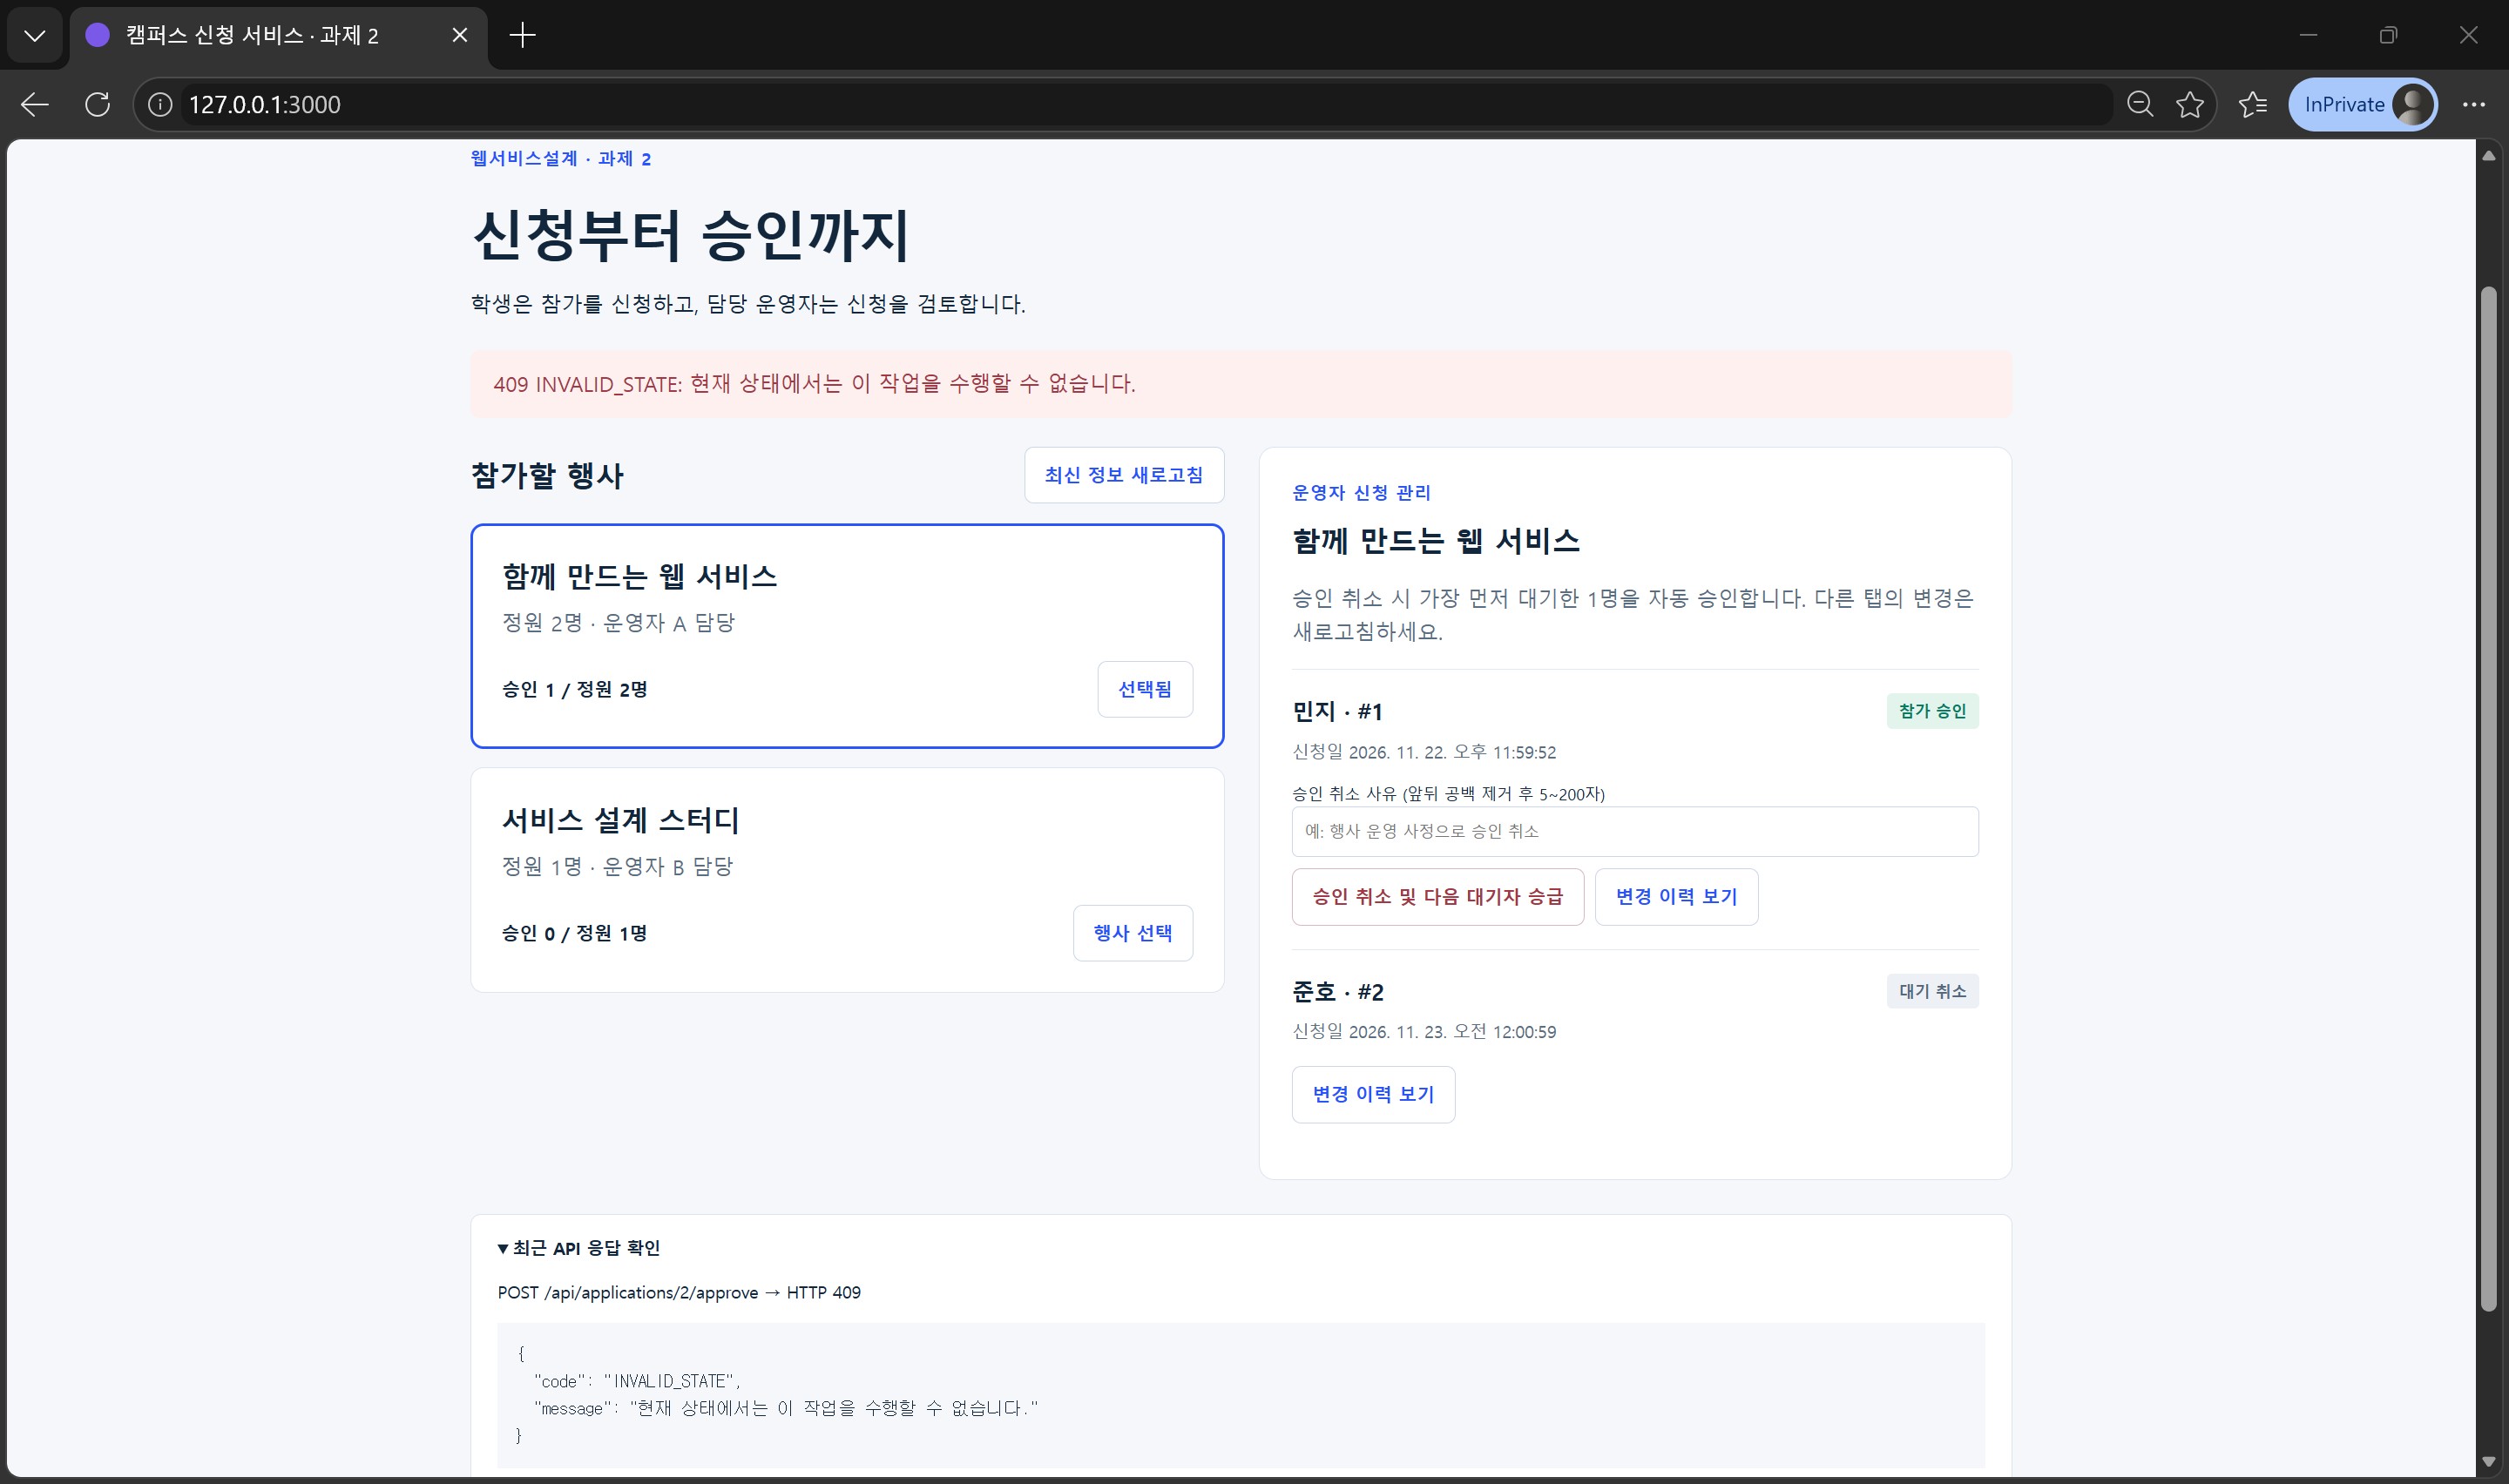 캠퍼스 신청 서비스 · 과제 2
127.0.0.1:3000
InPrivate
웹서비스설계 · 과제 2
신청부터 승인까지
학생은 참가를 신청하고, 담당 운영자는 신청을 검토합니다.
409 INVALID_STATE: 현재 상태에서는 이 작업을 수행할 수 없습니다.
참가할 행사
최신 정보 새로고침
함께 만드는 웹 서비스
정원 2명 · 운영자 A 담당
승인 1 / 정원 2명
선택됨
서비스 설계 스터디
정원 1명 · 운영자 B 담당
승인 0 / 정원 1명
행사 선택
운영자 신청 관리
함께 만드는 웹 서비스
승인 취소 시 가장 먼저 대기한 1명을 자동 승인합니다. 다른 탭의 변경은
새로고침하세요.
민지 · #1
참가 승인
신청일 2026. 11. 22. 오후 11:59:52
승인 취소 사유 (앞뒤 공백 제거 후 5~200자)
예: 행사 운영 사정으로 승인 취소
승인 취소 및 다음 대기자 승급
변경 이력 보기
준호 · #2
대기 취소
신청일 2026. 11. 23. 오전 12:00:59
변경 이력 보기
▼ 최근 API 응답 확인
POST /api/applications/2/approve → HTTP 409
{
"code": "INVALID_STATE",
"message": "현재 상태에서는 이 작업을 수행할 수 없습니다."
}